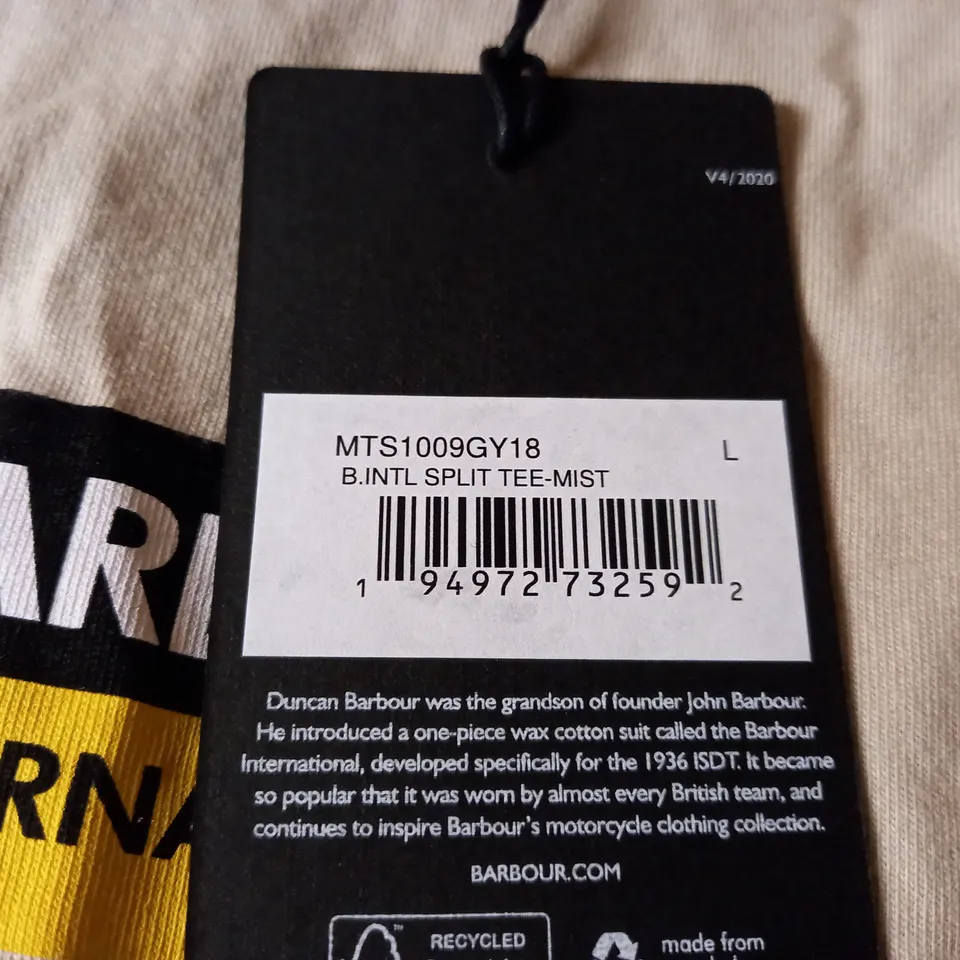 V4/2020
MTS1009GY18 L
B.INTL SPLIT TEE-MIST
1 94972 73259 2
ARB
RNA
Duncan Barbour was the grandson of founder John Barbour.
He introduced a one-piece wax cotton suit called the Barbour
International, developed specifically for the 1936 ISDT. It became
so popular that it was worn by almost every British team, and
continues to inspire Barbour's motorcycle clothing collection.
BARBOUR.COM
™ RECYCLED
made from